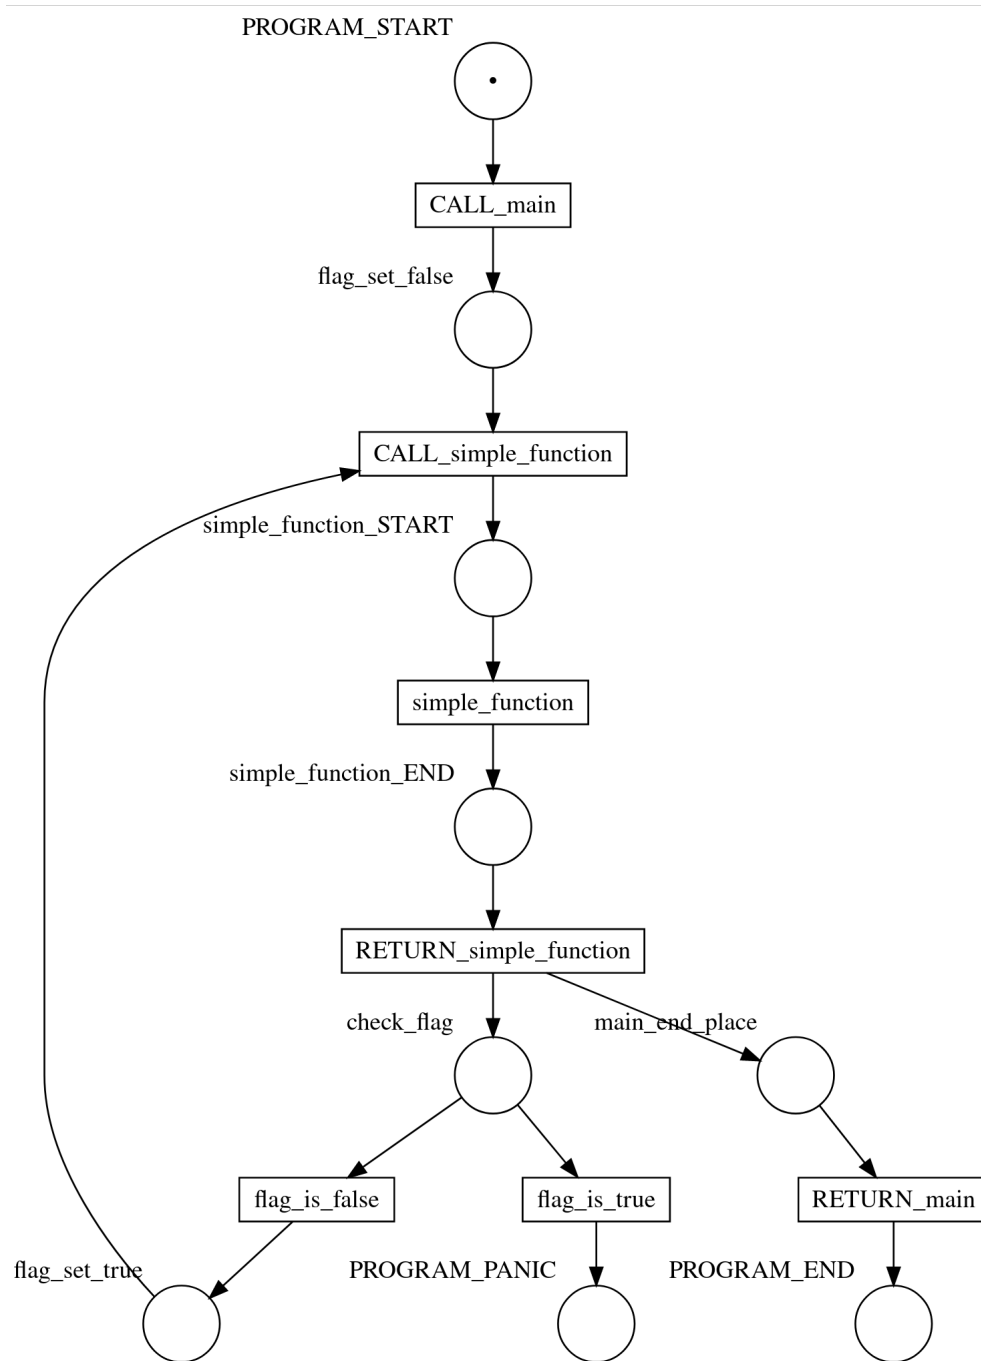 PROGRAM_START
CALL_main
flag_set_false
CALL_simple_function
simple_function_START
simple_function
simple_function_END
RETURN_simple_function
check_flag
main_end_place
flag_is_false
flag_is_true
RETURN_main
flag_set_true
PROGRAM_PANIC
PROGRAM_END